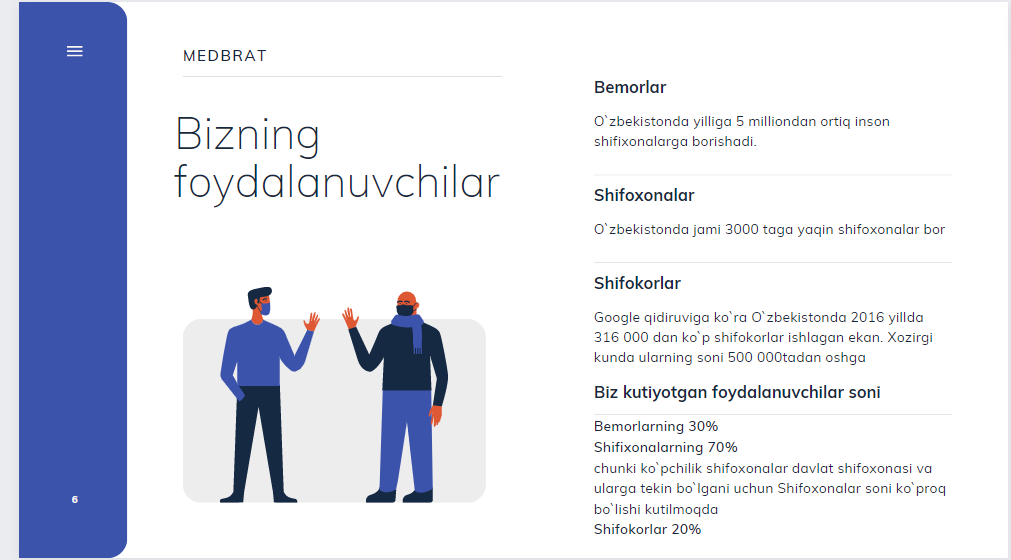 MEDBRAT
Bizning
foydalanuvchilar
Bemorlar
O`zbekistonda yilliga 5 milliondan ortiq inson
shifixonalarga borishadi.
Shifoxonalar
O`zbekistonda jami 3000 taga yaqin shifoxonalar bor
Shifokorlar
Google qidiruviga ko`ra O`zbekistonda 2016 yillda
316 000 dan ko`p shifokorlar ishlagan ekan. Xozirgi
kunda ularning soni 500 000tadan oshga
Biz kutiyotgan foydalanuvchilar soni
Bemorlarning 30%
Shifixonalarning 70%
chunki ko`pchilik shifoxonalar davlat shifoxonasi va
ularga tekin bo`lgani uchun Shifoxonalar soni ko`proq
bo`lishi kutilmoqda
Shifokorlar 20%
6